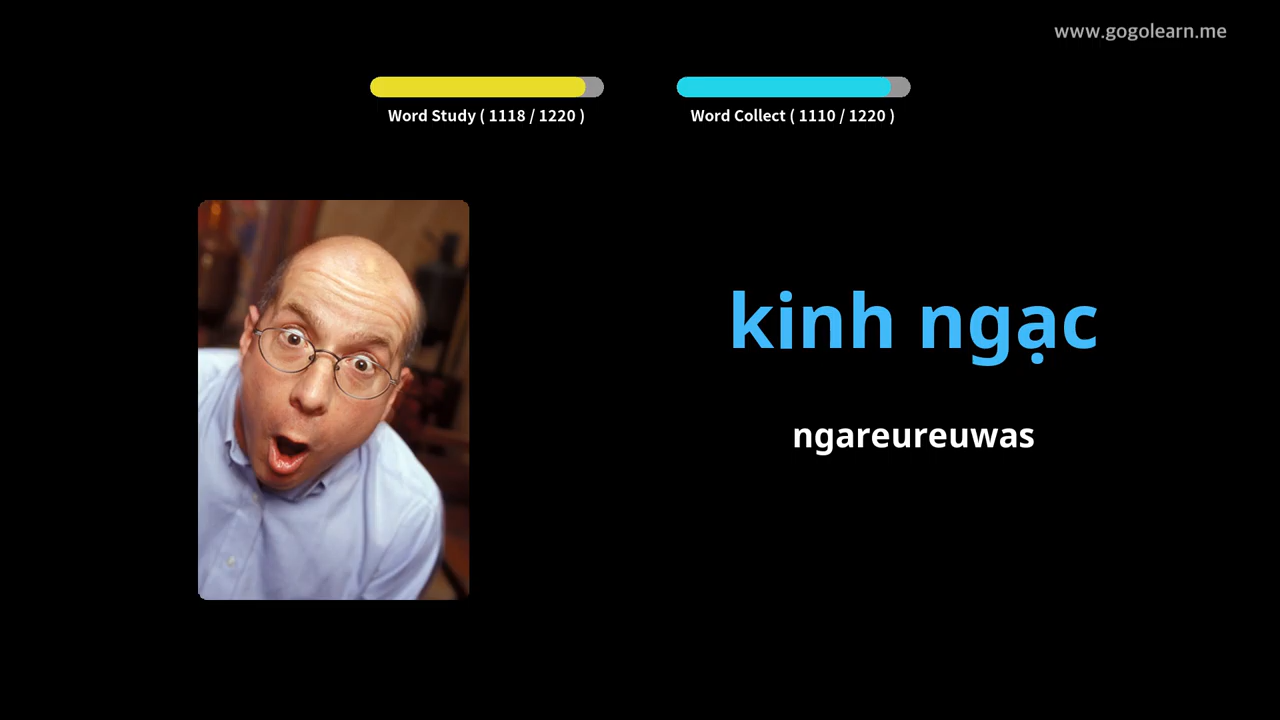 www.gogolearn.me
Word Study ( 1118 / 1220 )
Word Collect ( 1110 / 1220 )
kinh ngạc
ngareureuwas